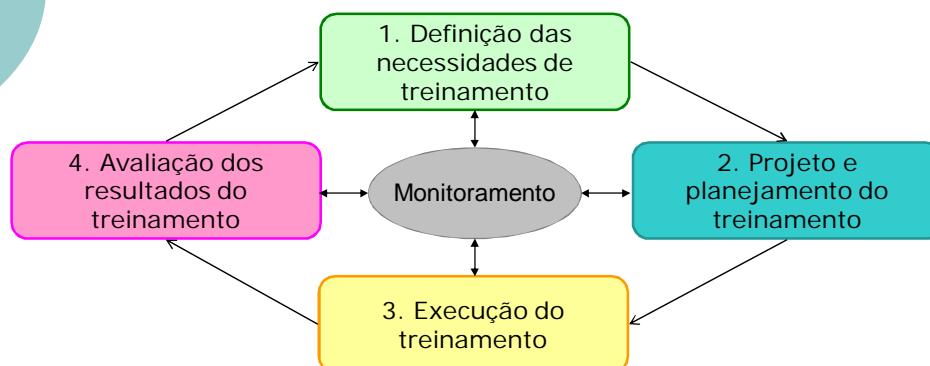 1. Definição das
necessidades de
treinamento
4. Avaliação dos
resultados do
treinamento
Monitoramento
2. Projeto e
planejamento do
treinamento
3. Execução do
treinamento